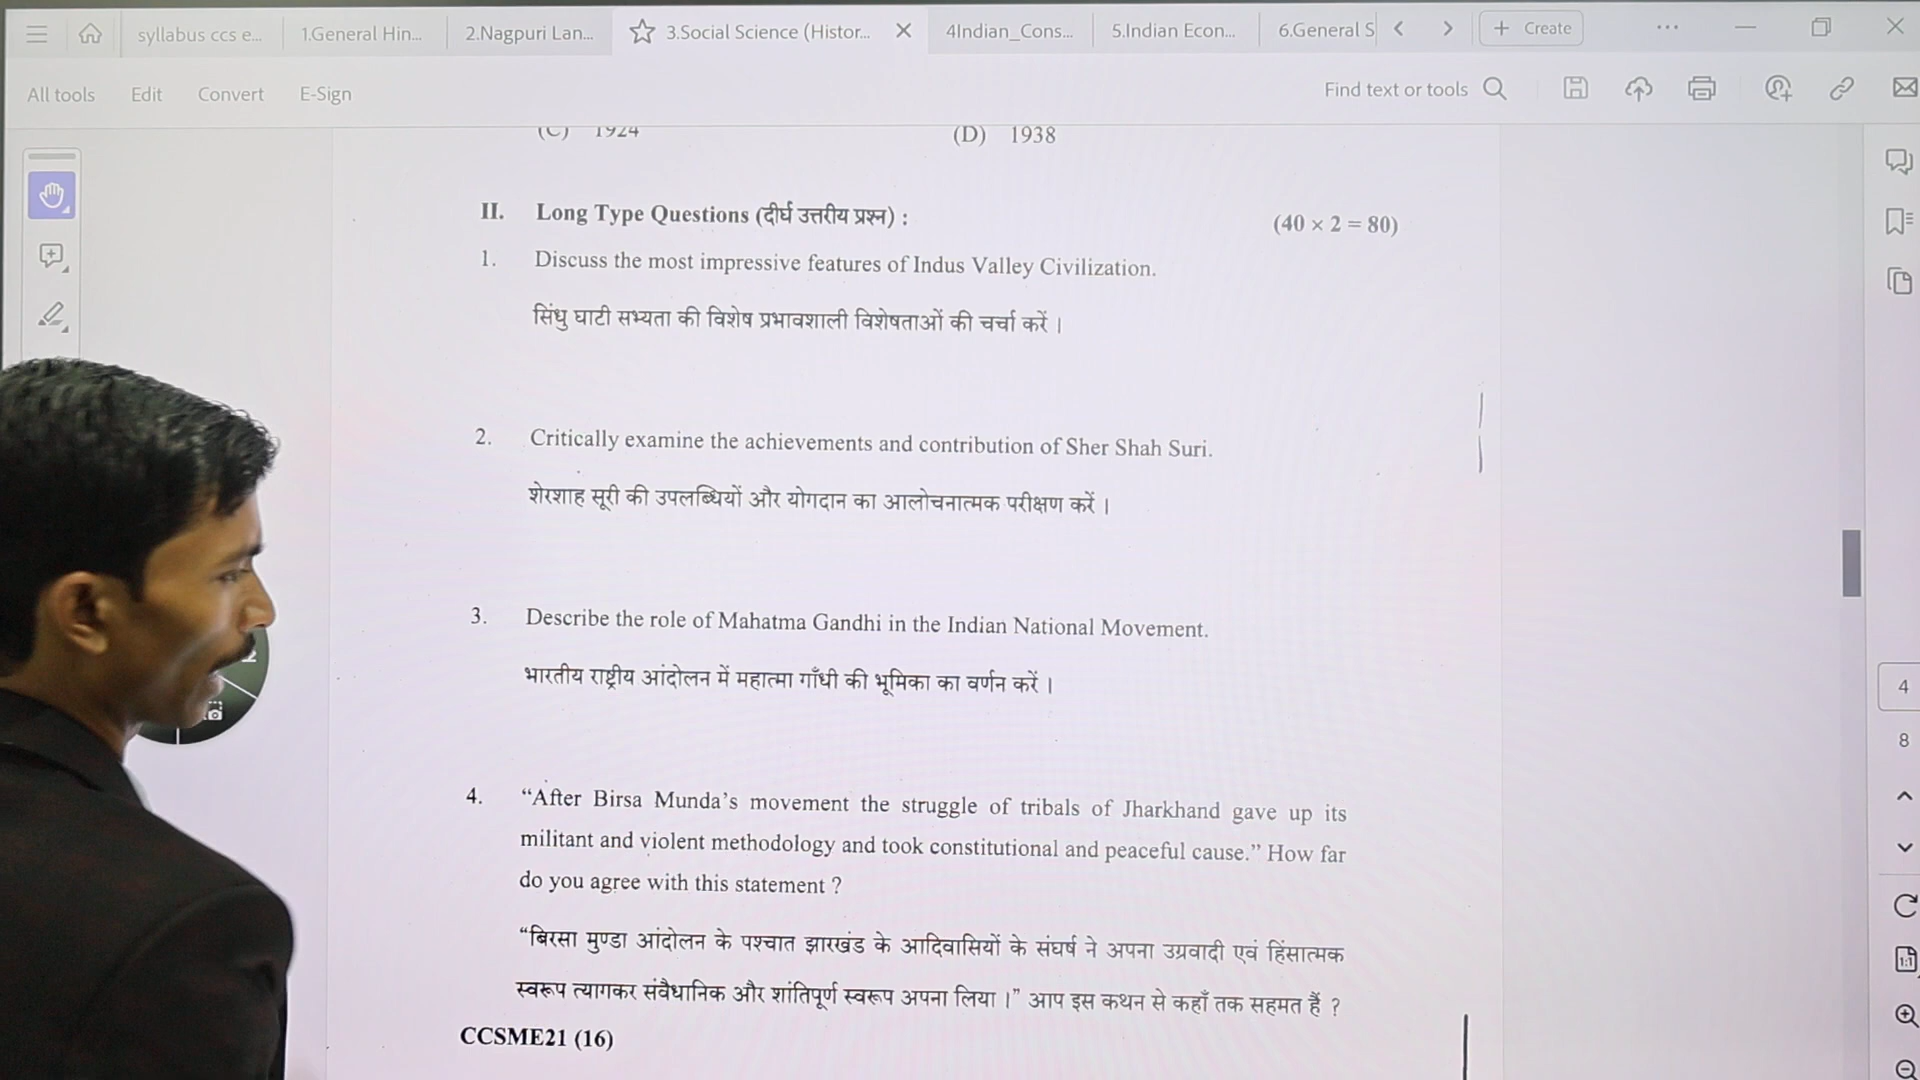 syllabus ccs e...
1.General Hin...
2.Nagpuri Lan...
3.Social Science (Histor...
4Indian_Cons...
5.Indian Econ...
6.General S
+ Create
All tools
Edit
Convert
E-Sign
Find text or tools
(C) 1924
(D) 1938
II. Long Type Questions (दीर्घ उत्तरीय प्रश्न) :
(40 × 2 = 80)
1. Discuss the most impressive features of Indus Valley Civilization.
सिंधु घाटी सभ्यता की विशेष प्रभावशाली विशेषताओं की चर्चा करें ।
2. Critically examine the achievements and contribution of Sher Shah Suri.
शेरशाह सूरी की उपलब्धियों और योगदान का आलोचनात्मक परीक्षण करें ।
3. Describe the role of Mahatma Gandhi in the Indian National Movement.
भारतीय राष्ट्रीय आंदोलन में महात्मा गाँधी की भूमिका का वर्णन करें ।
4
8
4. “After Birsa Munda’s movement the struggle of tribals of Jharkhand gave up its
militant and violent methodology and took constitutional and peaceful cause.” How far
do you agree with this statement ?
“बिरसा मुण्डा आंदोलन के पश्चात झारखंड के आदिवासियों के संघर्ष ने अपना उग्रवादी एवं हिंसात्मक
स्वरूप त्यागकर संवैधानिक और शांतिपूर्ण स्वरूप अपना लिया ।” आप इस कथन से कहाँ तक सहमत हैं ?
1:1
CCSME21 (16)